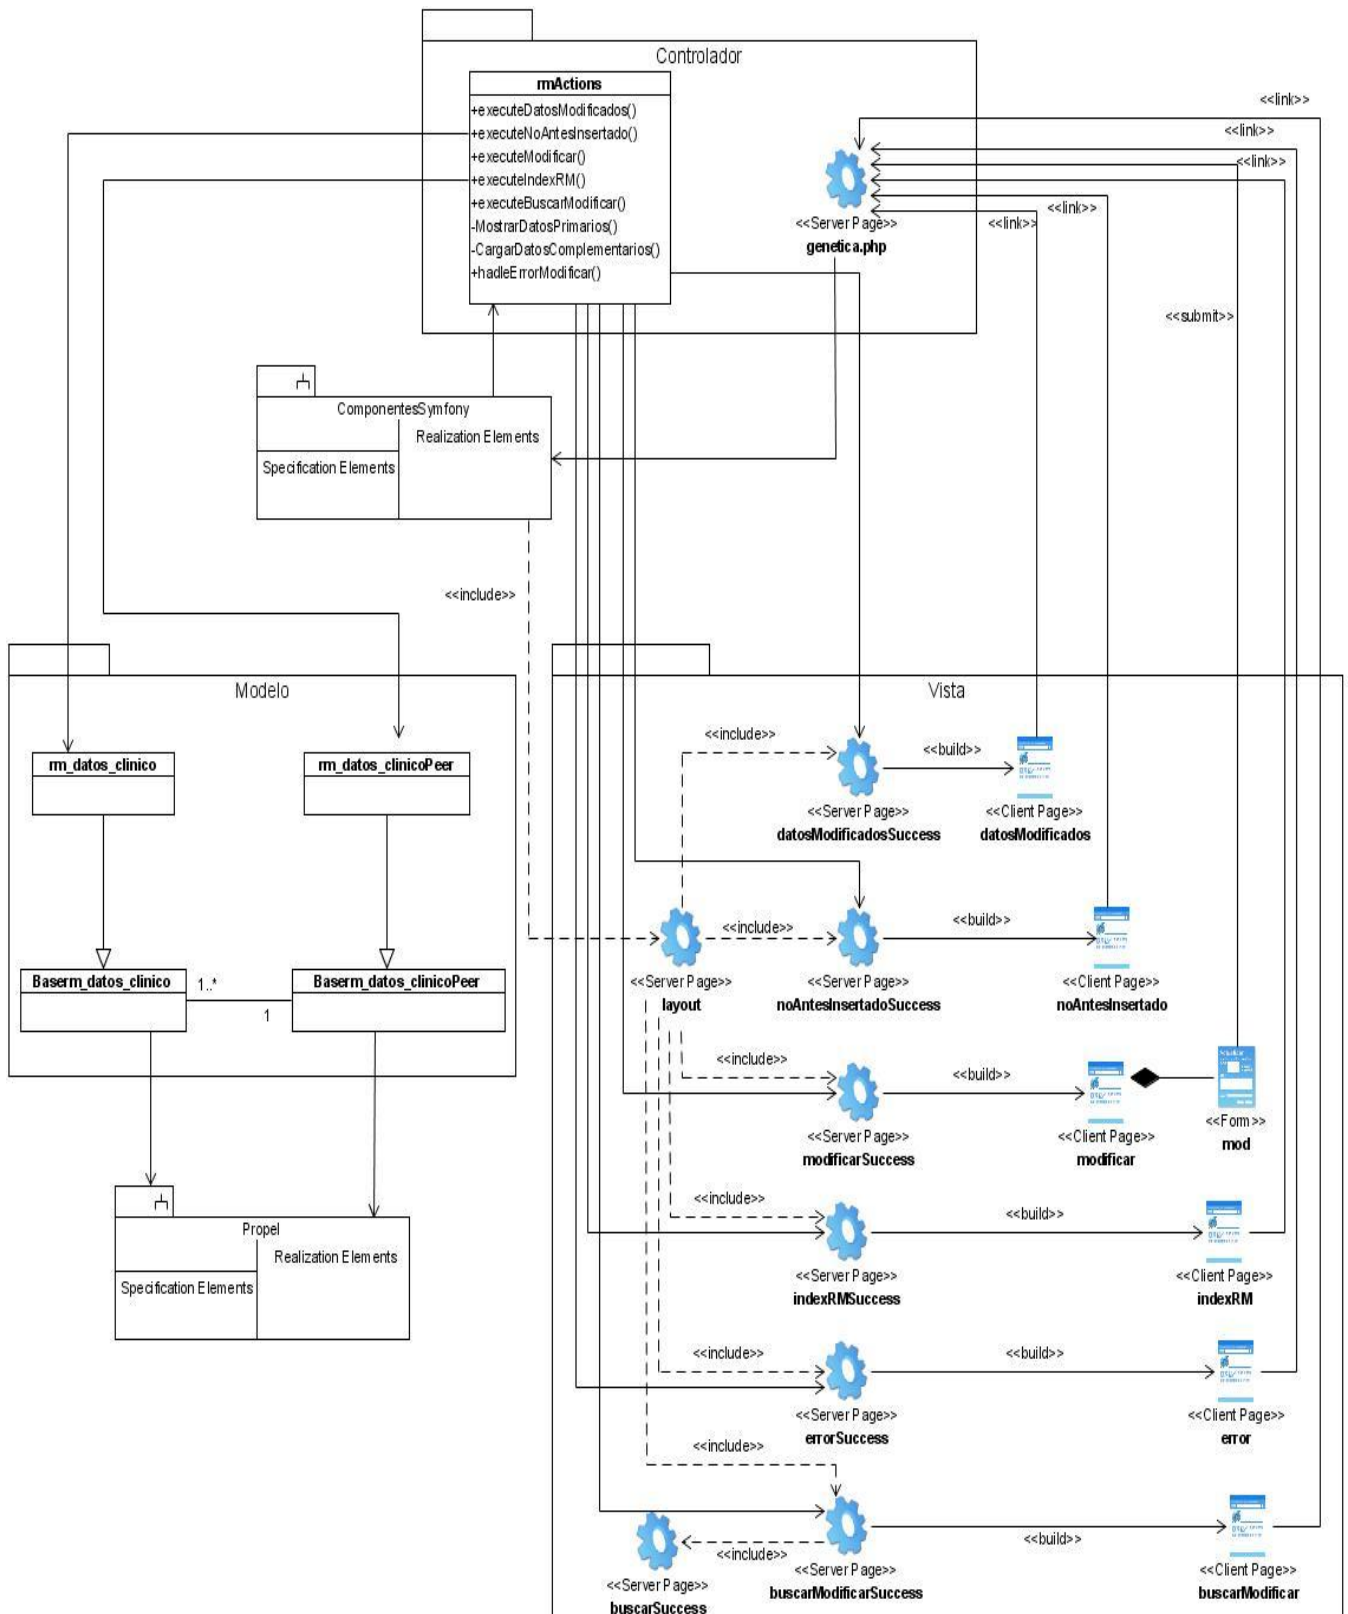 Controlador
rmActions
+executeDatosModificados()
+executeNoAntesInsertado()
+executeModificar()
+executeIndexRM()
+executeBuscarModificar()
-MostrarDatosPrimarios()
-CargarDatosComplementarios()
+hadleErrorModificar()
<<link>>
<<link>>
<<link>>
<<link>>
<<link>>
<<Server Page>>
genetica.php
<<submit>>
ComponentesSymfony
Realization Elements
Specification Elements
<<include>>
Modelo
rm_datos_clinico
rm_datos_clinicoPeer
Baserm_datos_clinico
1..*
1
Baserm_datos_clinicoPeer
Propel
Realization Elements
Specification Elements
Vista
<<include>>
<<build>>
<<Server Page>>
datosModificadosSuccess
<<Client Page>>
datosModificados
<<include>>
<<build>>
<<Server Page>>
layout
<<Server Page>>
noAntesInsertadoSuccess
<<Client Page>>
noAntesInsertado
<<include>>
<<build>>
<<Server Page>>
modificarSuccess
<<Client Page>>
modificar
<<Form>>
mod
<<include>>
<<build>>
<<Server Page>>
indexRMSuccess
<<Client Page>>
indexRM
<<include>>
<<build>>
<<Server Page>>
errorSuccess
<<Client Page>>
error
<<include>>
<<include>>
<<build>>
<<Server Page>>
buscarSuccess
<<Server Page>>
buscarModificarSuccess
<<Client Page>>
buscarModificar